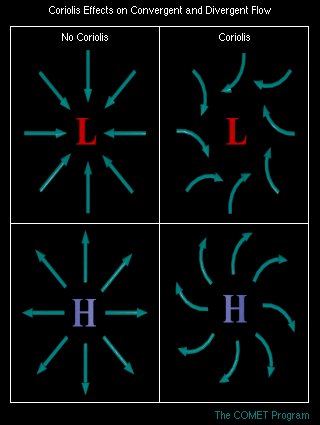 Coriolis Effects on Convergent and Divergent Flow
No Coriolis
Coriolis
L
L
H
H
The COMET Program